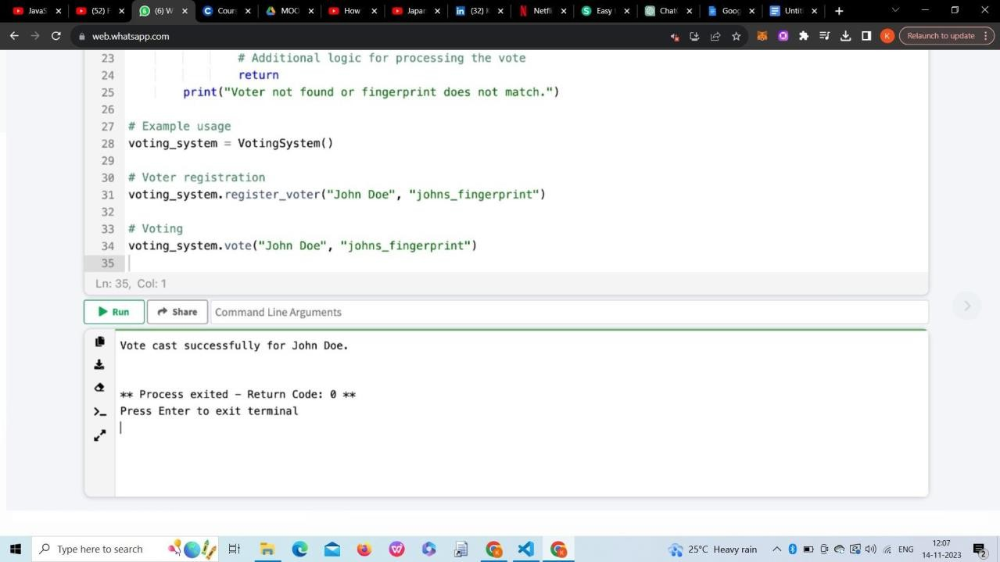 JavaS
(52) F
(6) W
Cours
MOO
How
Japan
(32) K
Netfli
Easy t
Chat
Goog
Untit
web.whatsapp.com
K
Relaunch to update
23 # Additional logic for processing the vote
24 return
25 print("Voter not found or fingerprint does not match.")
26
27 # Example usage
28 voting_system = VotingSystem()
29
30 # Voter registration
31 voting_system.register_voter("John Doe", "johns_fingerprint")
32
33 # Voting
34 voting_system.vote("John Doe", "johns_fingerprint")
35
Ln: 35, Col: 1
Run
Share
Command Line Arguments
Vote cast successfully for John Doe.
** Process exited - Return Code: 0 **
Press Enter to exit terminal
Type here to search
25°C Heavy rain
ENG
12:07
14-11-2023
2